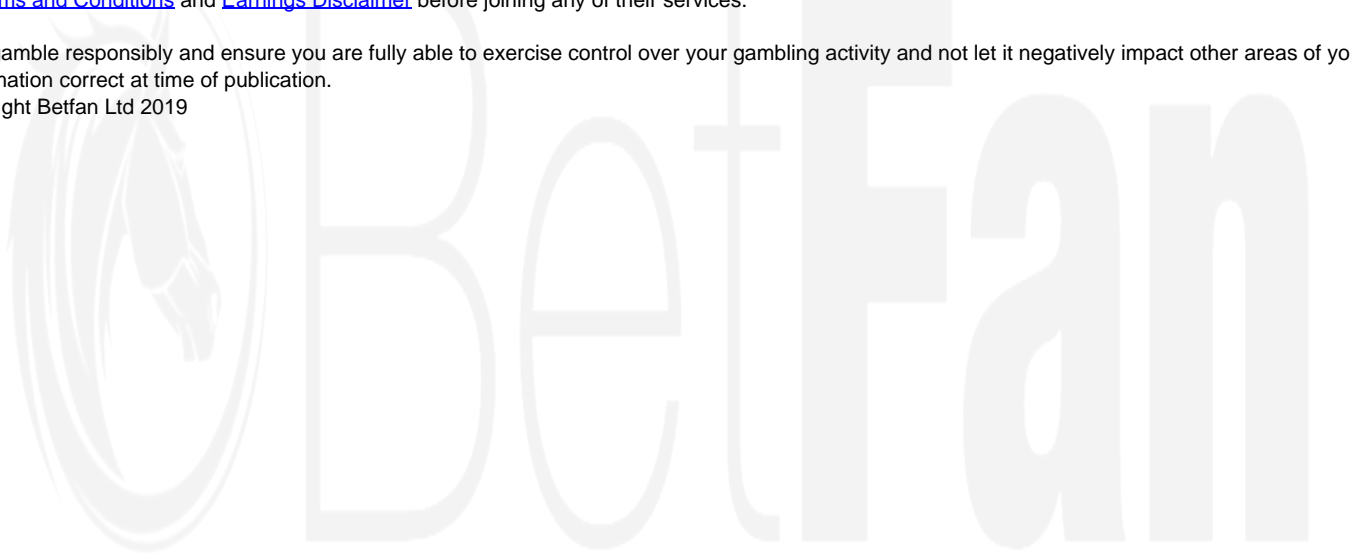 ms and Conditions and Earnings Disclaimer before joining any of their services.
amble responsibly and ensure you are fully able to exercise control over your gambling activity and not let it negatively impact other areas of yo
mation correct at time of publication.
ght Betfan Ltd 2019
BetFan